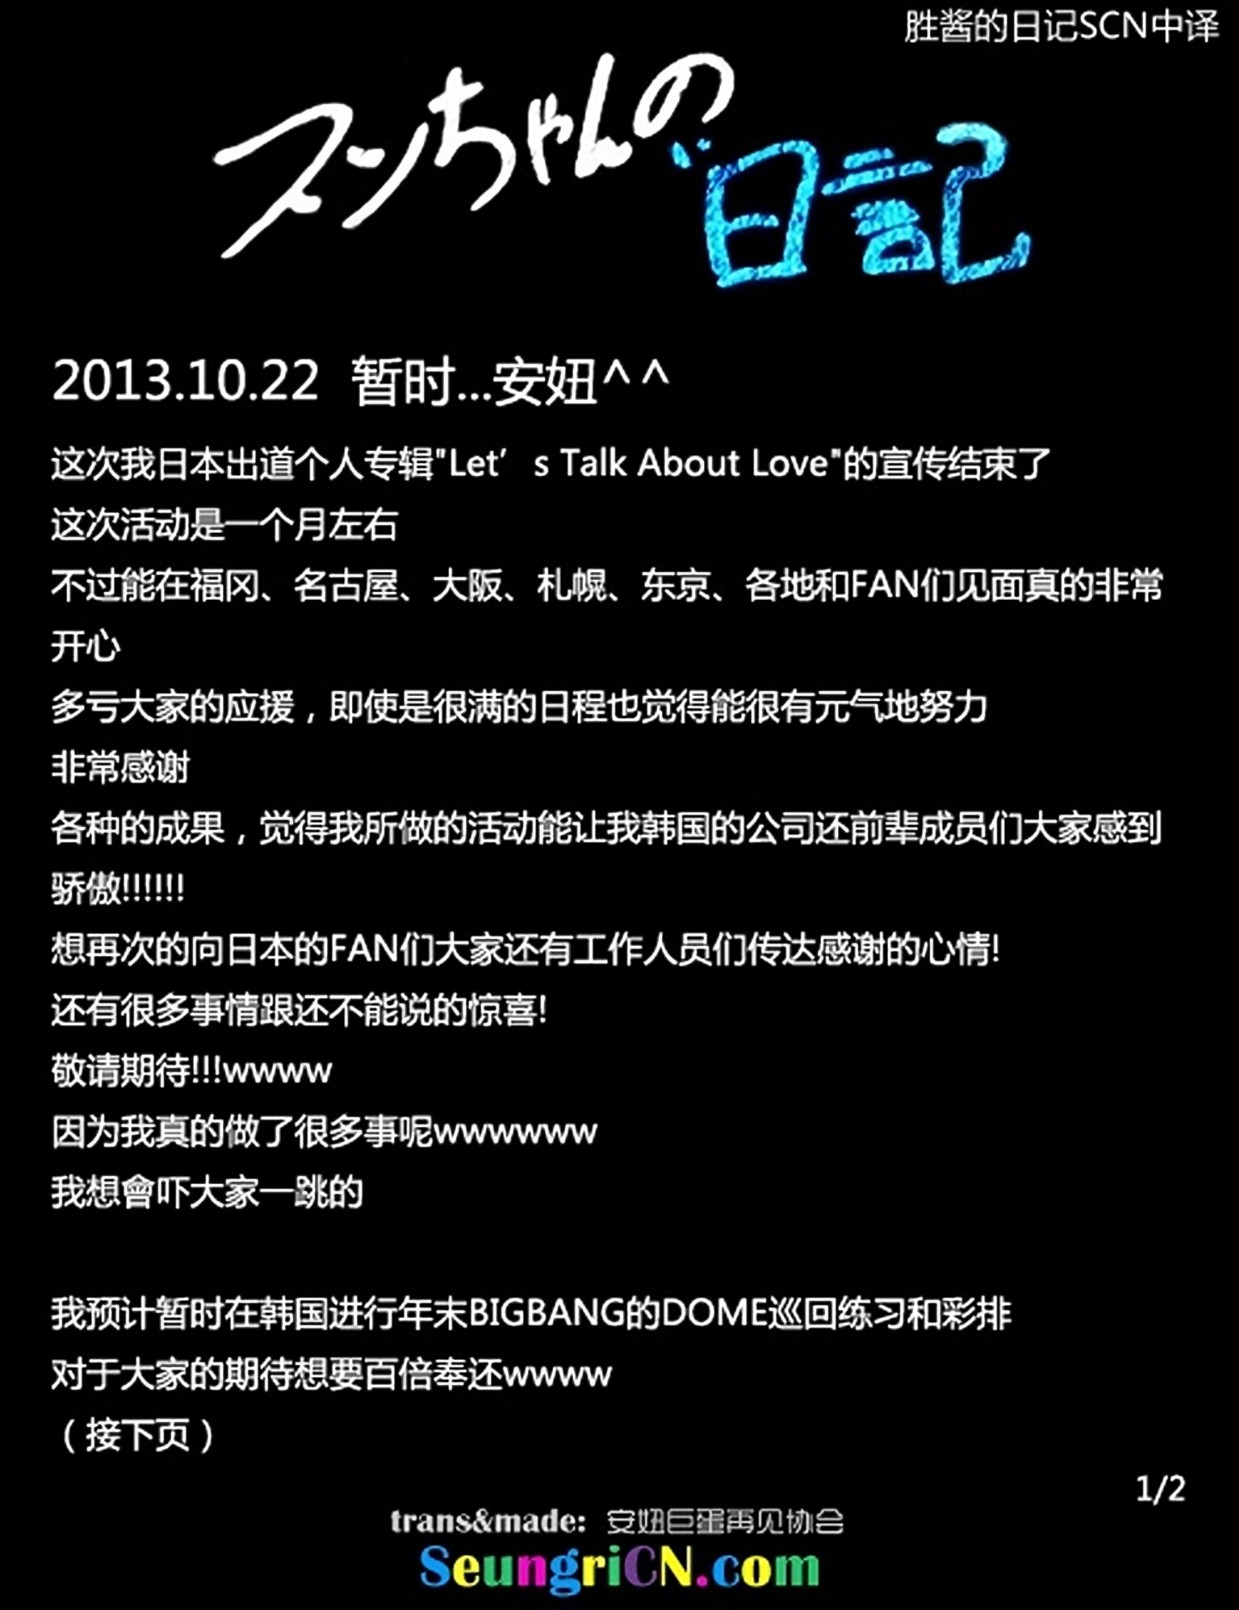 胜酱的日记SCN中译
スンちゃんの
日記
2013.10.22 暂时...安妞^^
这次我日本出道个人专辑"Let’s Talk About Love"的宣传结束了
这次活动是一个月左右
不过能在福冈、名古屋、大阪、札幌、东京、各地和FAN们见面真的非常
开心
多亏大家的应援，即使是很满的日程也觉得能很有元气地努力
非常感谢
各种的成果，觉得我所做的活动能让我韩国的公司还前辈成员们大家感到
骄傲!!!!!!
想再次的向日本的FAN们大家还有工作人员们传达感谢的心情!
还有很多事情跟还不能说的惊喜!
敬请期待!!!wwww
因为我真的做了很多事呢wwwwww
我想會吓大家一跳的
我预计暂时在韩国进行年末BIGBANG的DOME巡回练习和彩排
对于大家的期待想要百倍奉还wwww
（接下页）
1/2
trans&made: 安妞巨蛋再见协会
SeungriCN.com